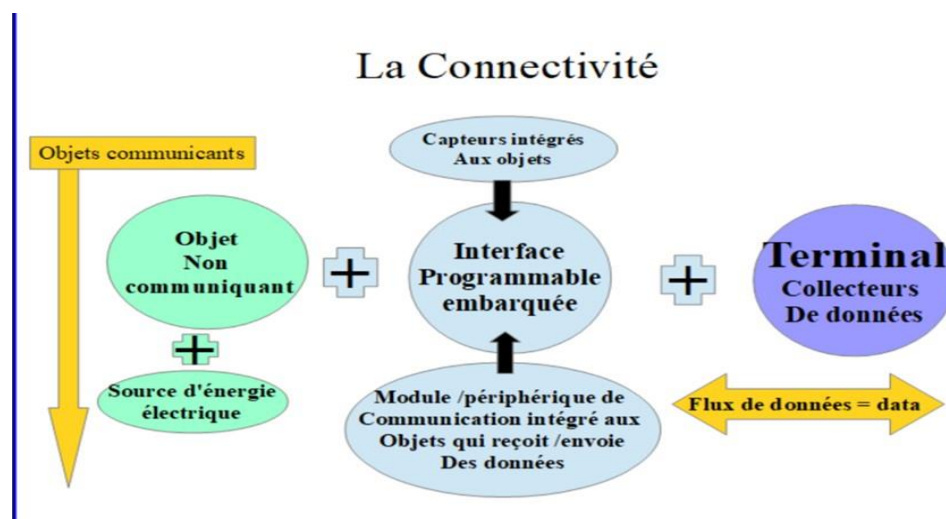 La Connectivité
Objets communicants
Capteurs intégrés
Aux objets
Objet
Non
communiquant
+
Interface
Programmable
embarquée
+
Terminal
Collecteurs
De données
+
Source d'énergie
électrique
Module /périphérique de
Communication intégré aux
Objets qui reçoit /envoie
Des données
Flux de données = data